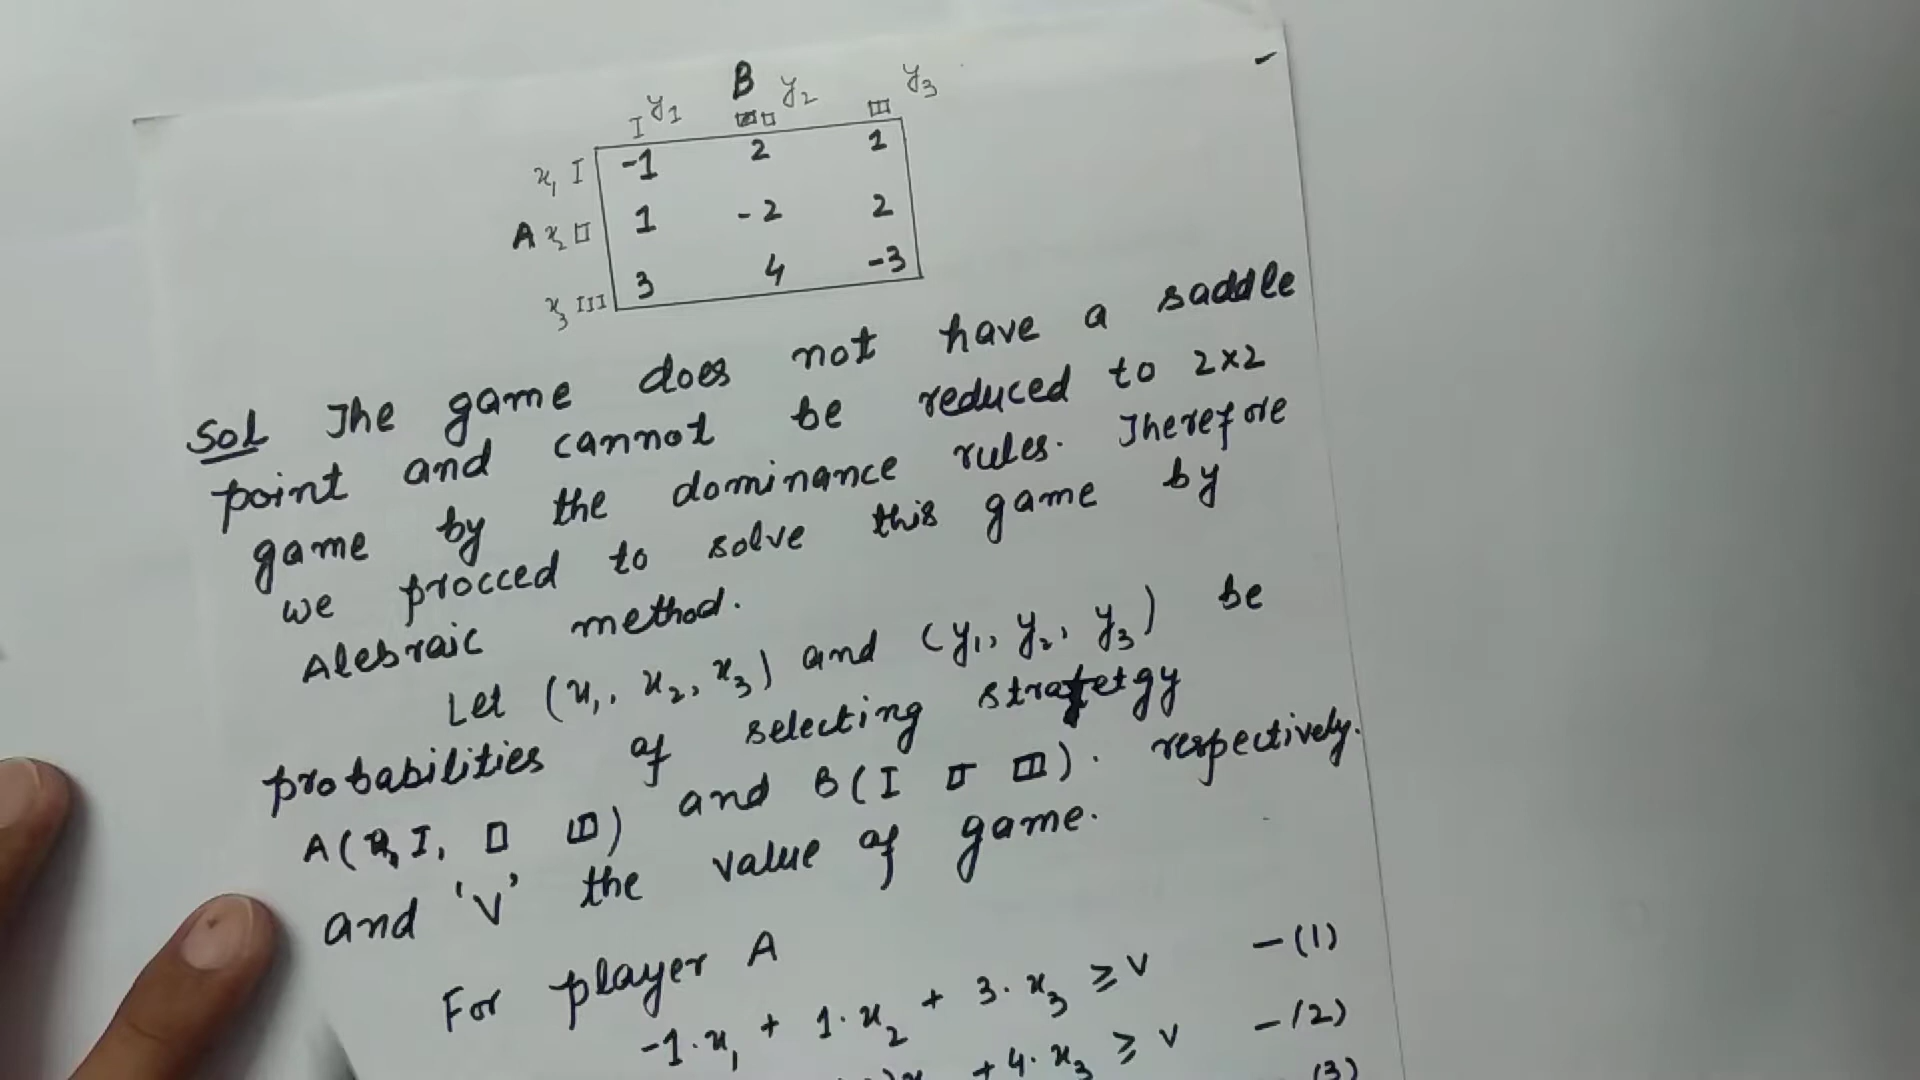 B
I y1 II y2 III y3
x1 I -1 2 1
A x2 II 1 -2 2
x3 III 3 4 -3
Sol The game does not have a saddle
point and cannot be reduced to 2×2
game by the dominance rules. Therefore
we procced to solve this game by
Alebraic method.
Let (x1, x2, x3) and (y1, y2, y3) be
probabilities of selecting stratetgy
A(I, II III) and B(I II III). respectively.
and 'V' the value of game.
For player A
-1·x1 + 1·x2 + 3·x3 ≥ V -(1)
+4·x3 ≥ V -(2)
(3)